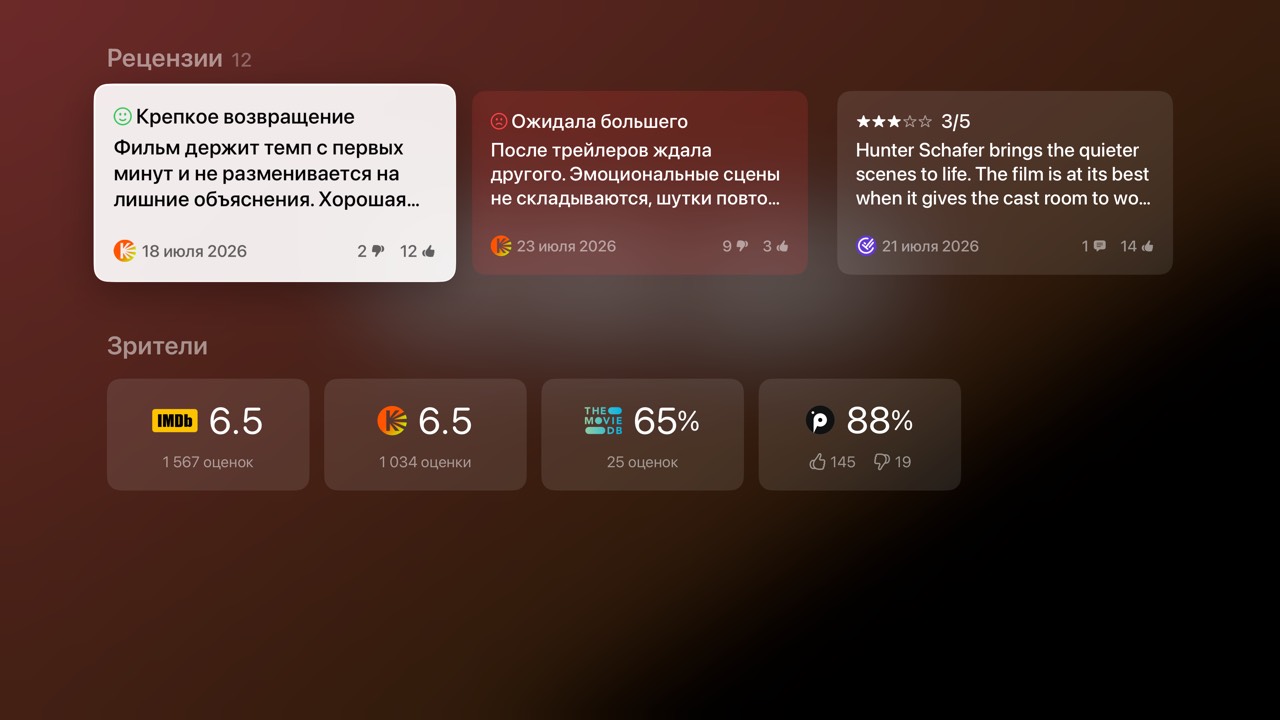 Рецензии 12
Крепкое возвращение
Фильм держит темп с первых
минут и не разменивается на
лишние объяснения. Хорошая...
18 июля 2026 2 12
Ожидала большего
После трейлеров ждала
другого. Эмоциональные сцены
не складываются, шутки повто...
23 июля 2026 9 3
3/5
Hunter Schafer brings the quieter
scenes to life. The film is at its best
when it gives the cast room to wo...
21 июля 2026 1 14
Зрители
IMDb 6.5
1 567 оценок
K 6.5
1 034 оценки
THE MOVIE DB 65%
25 оценок
p 88%
145 19